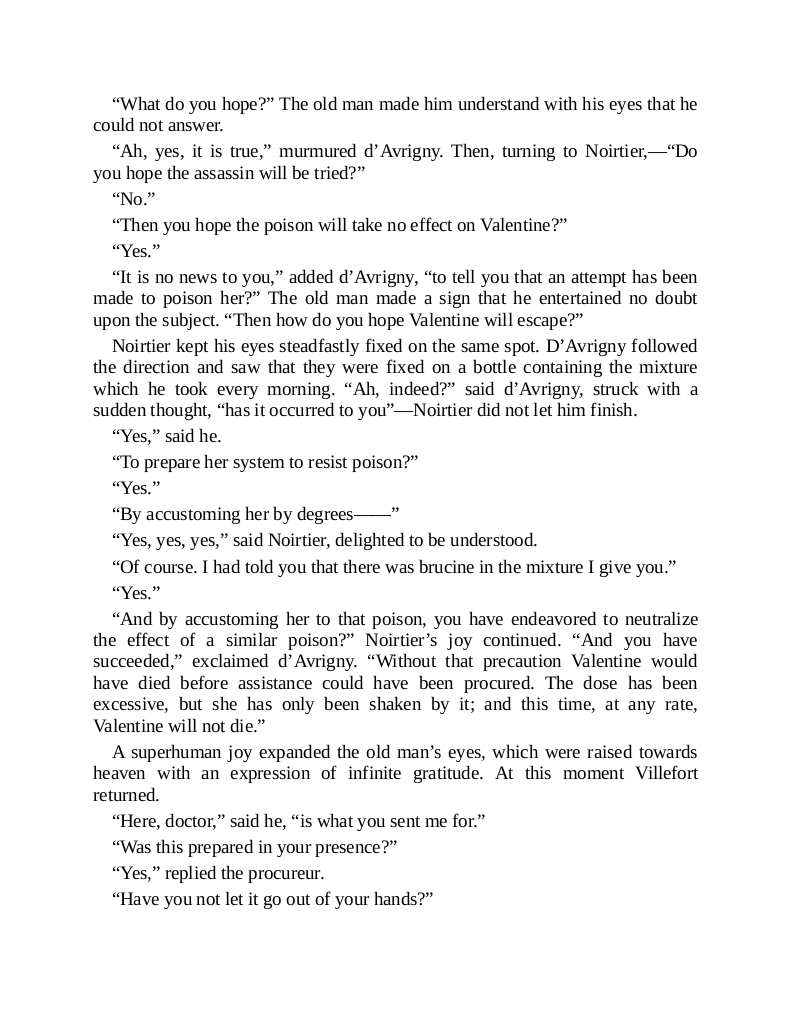 “What do you hope?” The old man made him understand with his eyes that he
could not answer.
“Ah, yes, it is true,” murmured d’Avrigny. Then, turning to Noirtier,—“Do
you hope the assassin will be tried?”
“No.”
“Then you hope the poison will take no effect on Valentine?”
“Yes.”
“It is no news to you,” added d’Avrigny, “to tell you that an attempt has been
made to poison her?” The old man made a sign that he entertained no doubt
upon the subject. “Then how do you hope Valentine will escape?”
Noirtier kept his eyes steadfastly fixed on the same spot. D’Avrigny followed
the direction and saw that they were fixed on a bottle containing the mixture
which he took every morning. “Ah, indeed?” said d’Avrigny, struck with a
sudden thought, “has it occurred to you”—Noirtier did not let him finish.
“Yes,” said he.
“To prepare her system to resist poison?”
“Yes.”
“By accustoming her by degrees——”
“Yes, yes, yes,” said Noirtier, delighted to be understood.
“Of course. I had told you that there was brucine in the mixture I give you.”
“Yes.”
“And by accustoming her to that poison, you have endeavored to neutralize
the effect of a similar poison?” Noirtier’s joy continued. “And you have
succeeded,” exclaimed d’Avrigny. “Without that precaution Valentine would
have died before assistance could have been procured. The dose has been
excessive, but she has only been shaken by it; and this time, at any rate,
Valentine will not die.”
A superhuman joy expanded the old man’s eyes, which were raised towards
heaven with an expression of infinite gratitude. At this moment Villefort
returned.
“Here, doctor,” said he, “is what you sent me for.”
“Was this prepared in your presence?”
“Yes,” replied the procureur.
“Have you not let it go out of your hands?”